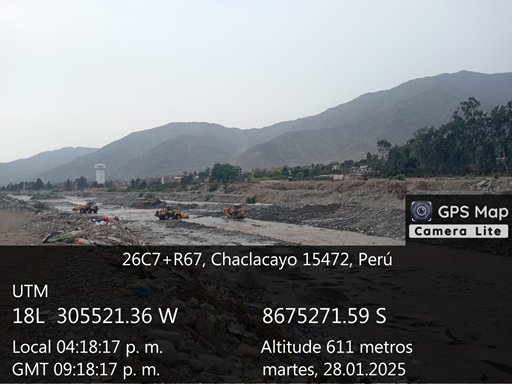 GPS Map
Camera Lite
26C7+R67, Chaclacayo 15472, Perú
UTM
18L 305521.36 W 8675271.59 S
Local 04:18:17 p. m. Altitude 611 metros
GMT 09:18:17 p. m. martes, 28.01.2025